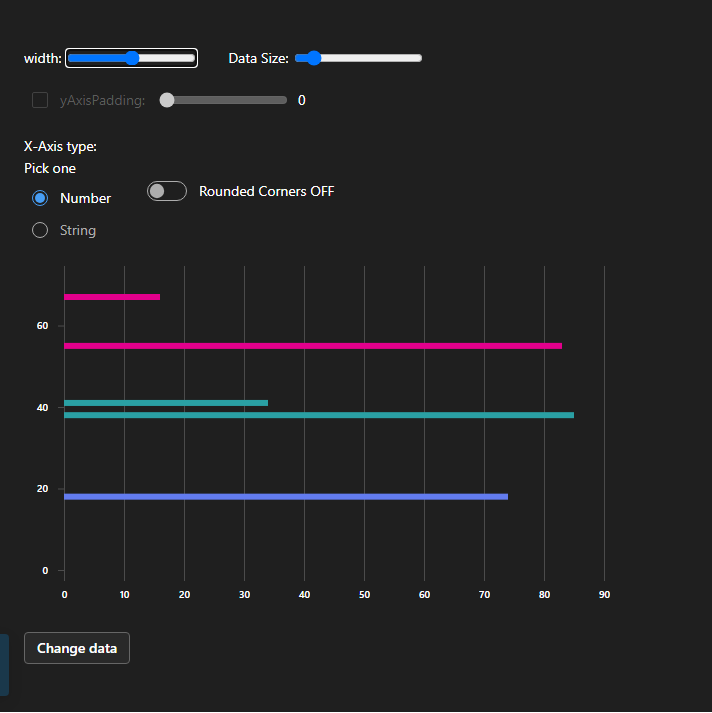 width: Data Size:
yAxisPadding: 0
X-Axis type:
Pick one
Number Rounded Corners OFF
String
60
40
20
0
0 10 20 30 40 50 60 70 80 90
Change data